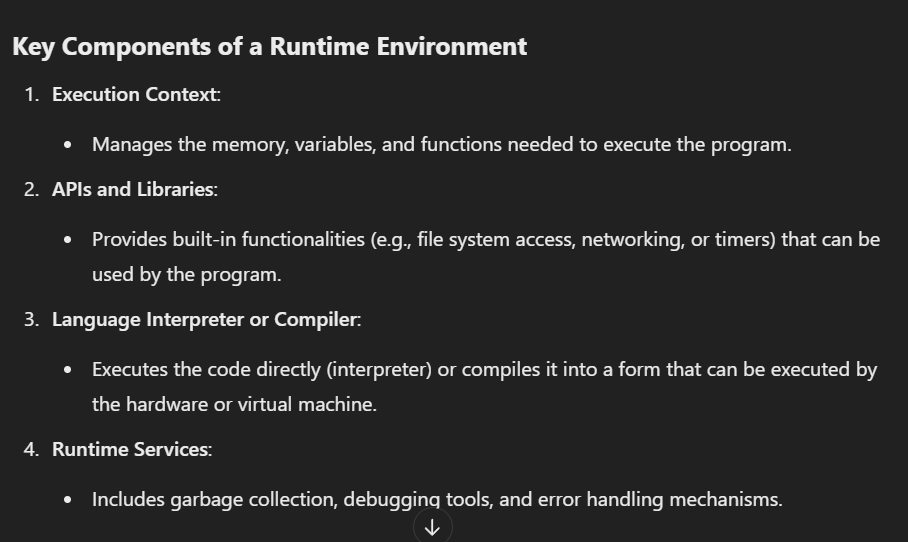 Key Components of a Runtime Environment
1. Execution Context:
• Manages the memory, variables, and functions needed to execute the program.
2. APIs and Libraries:
• Provides built-in functionalities (e.g., file system access, networking, or timers) that can be
used by the program.
3. Language Interpreter or Compiler:
• Executes the code directly (interpreter) or compiles it into a form that can be executed by
the hardware or virtual machine.
4. Runtime Services:
• Includes garbage collection, debugging tools, and error handling mechanisms.